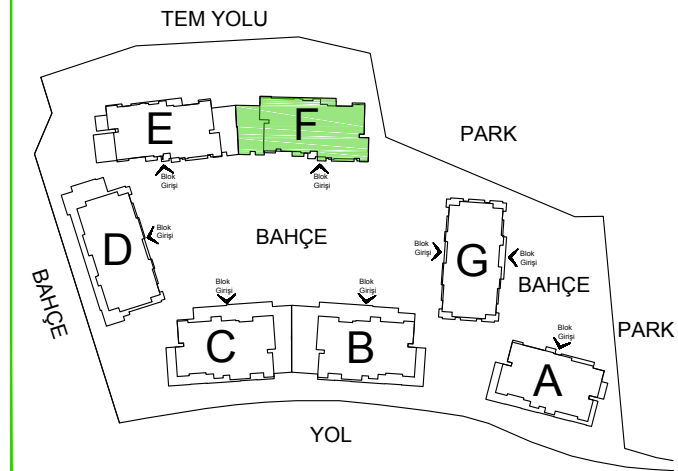 TEM YOLU
E
F
PARK
Blok
Girişi
Blok
Girişi
D
Blok
Girişi
BAHÇE
Blok
Girişi
G
Blok
Girişi
BAHÇE
BAHÇE
Blok
Girişi
Blok
Girişi
C
B
Blok
Girişi
PARK
A
YOL